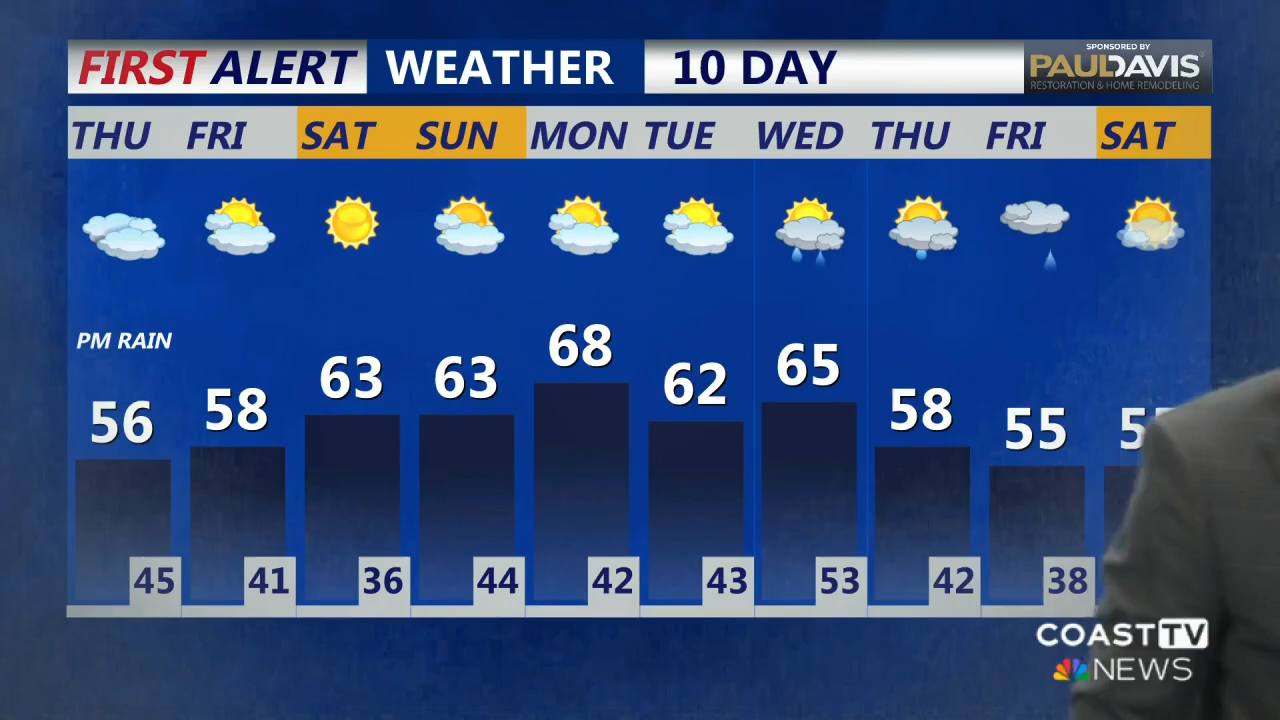 FIRST ALERT WEATHER 10 DAY
SPONSORED BY
PAUL DAVIS
RESTORATION & HOME REMODELING
THU FRI SAT SUN MON TUE WED THU FRI SAT
PM RAIN
56 58 63 63 68 62 65 58 55
45 41 36 44 42 43 53 42 38
COAST TV
NEWS